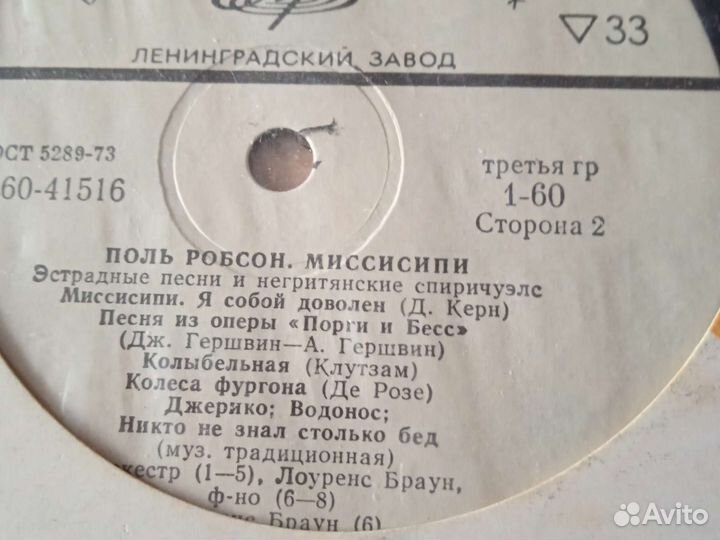 ▽ 33
ЛЕНИНГРАДСКИЙ ЗАВОД
ОСТ 5289-73
60-41516
третья гр
1-60
Сторона 2
ПОЛЬ РОБСОН. МИССИСИПИ
Эстрадные песни и негритянские спиричуэлс
Миссисипи. Я собой доволен (Д. Керн)
Песня из оперы «Порги и Бесс»
(Дж. Гершвин—А. Гершвин)
Колыбельная (Клутзам)
Колеса фургона (Де Розе)
Джерико; Водонос;
Никто не знал столько бед
(муз. традиционная)
кестр (1—5), Лоуренс Браун,
ф-но (6—8)
Браун (6)
Avito